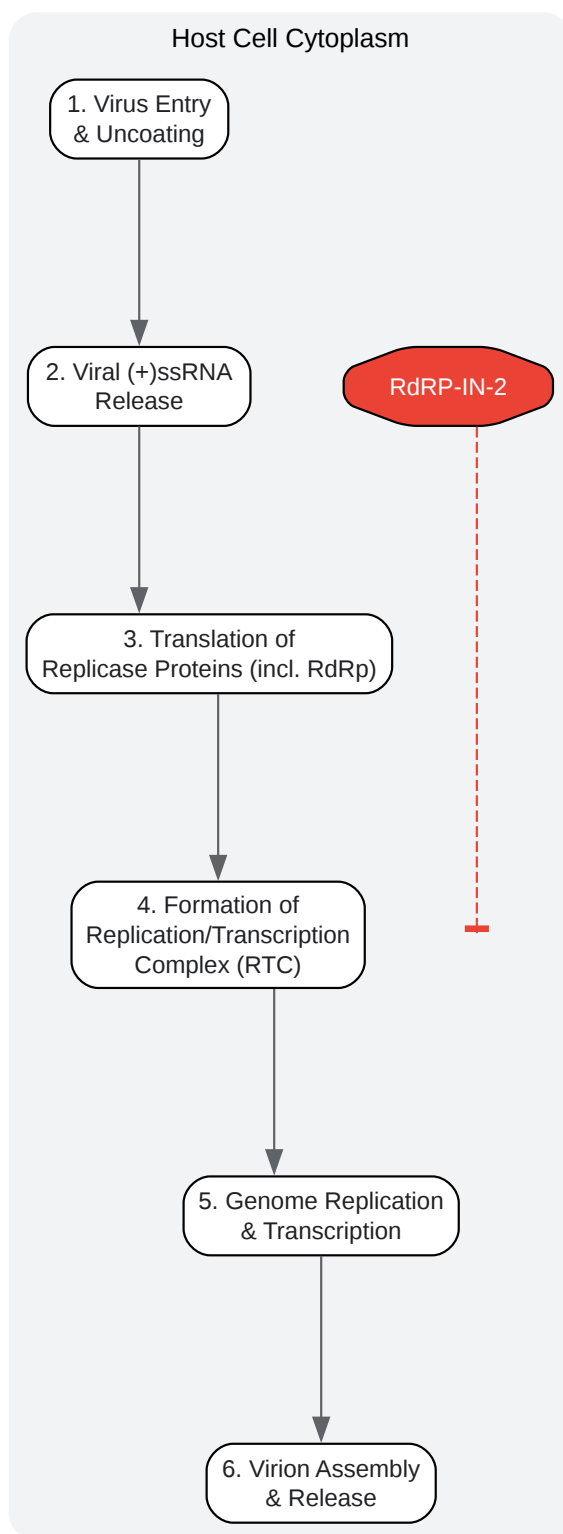 Host Cell Cytoplasm
1. Virus Entry
& Uncoating
2. Viral (+)ssRNA
Release
RdRP-IN-2
3. Translation of
Replicase Proteins (incl. RdRp)
4. Formation of
Replication/Transcription
Complex (RTC)
5. Genome Replication
& Transcription
6. Virion Assembly
& Release